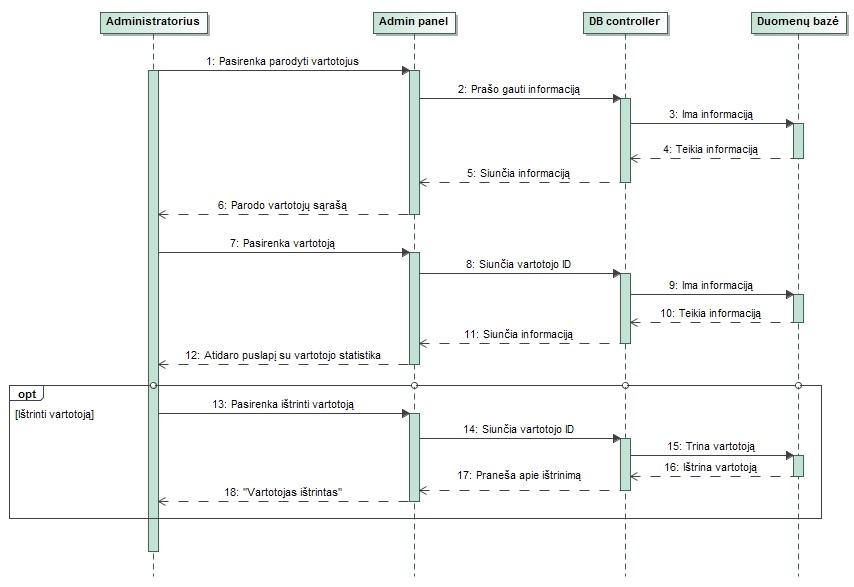 Administratorius
Admin panel
DB controller
Duomenų bazė
1: Pasirenka parodyti vartotojus
2: Prašo gauti informaciją
3: Ima informaciją
4: Teikia informaciją
5: Siunčia informaciją
6: Parodo vartotojų sąrašą
7: Pasirenka vartotoją
8: Siunčia vartotojo ID
9: Ima informaciją
10: Teikia informaciją
11: Siunčia informaciją
12: Atidaro puslapį su vartotojo statistika
opt
[Ištrinti vartotoją]
13: Pasirenka ištrinti vartotoją
14: Siunčia vartotojo ID
15: Trina vartotoją
16: Ištrina vartotoją
17: Praneša apie ištrinimą
18: "Vartotojas ištrintas"